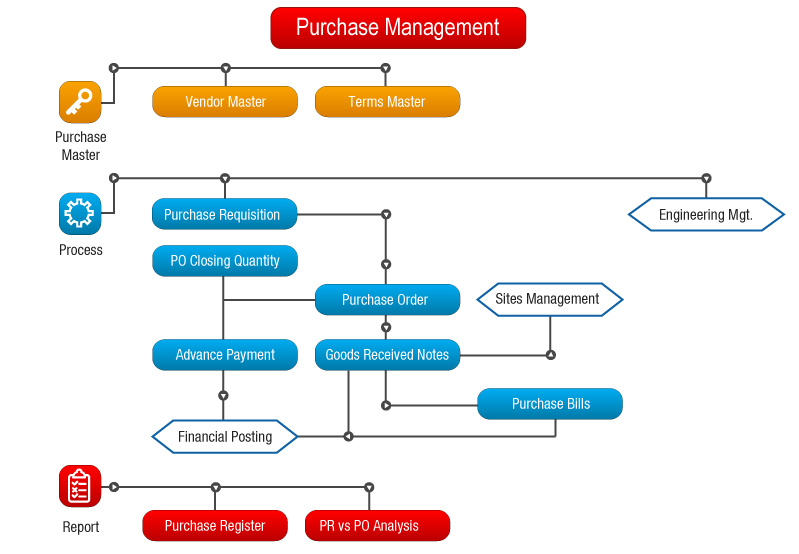 Purchase Management
Vendor Master
Terms Master
Purchase
Master
Purchase Requisition
Engineering Mgt.
Process
PO Closing Quantity
Purchase Order
Sites Management
Advance Payment
Goods Received Notes
Purchase Bills
Financial Posting
Report
Purchase Register
PR vs PO Analysis